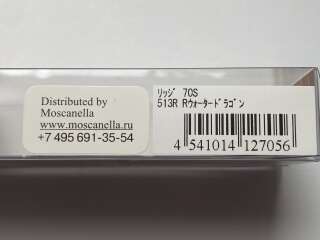 Distributed by
Moscanella
www.moscanella.ru
+7 495 691-35-54
ﾘｯｼﾞ 70S
513R Rｳｫｰﾀｰﾄﾞﾗｺﾞﾝ
4 541014 127056